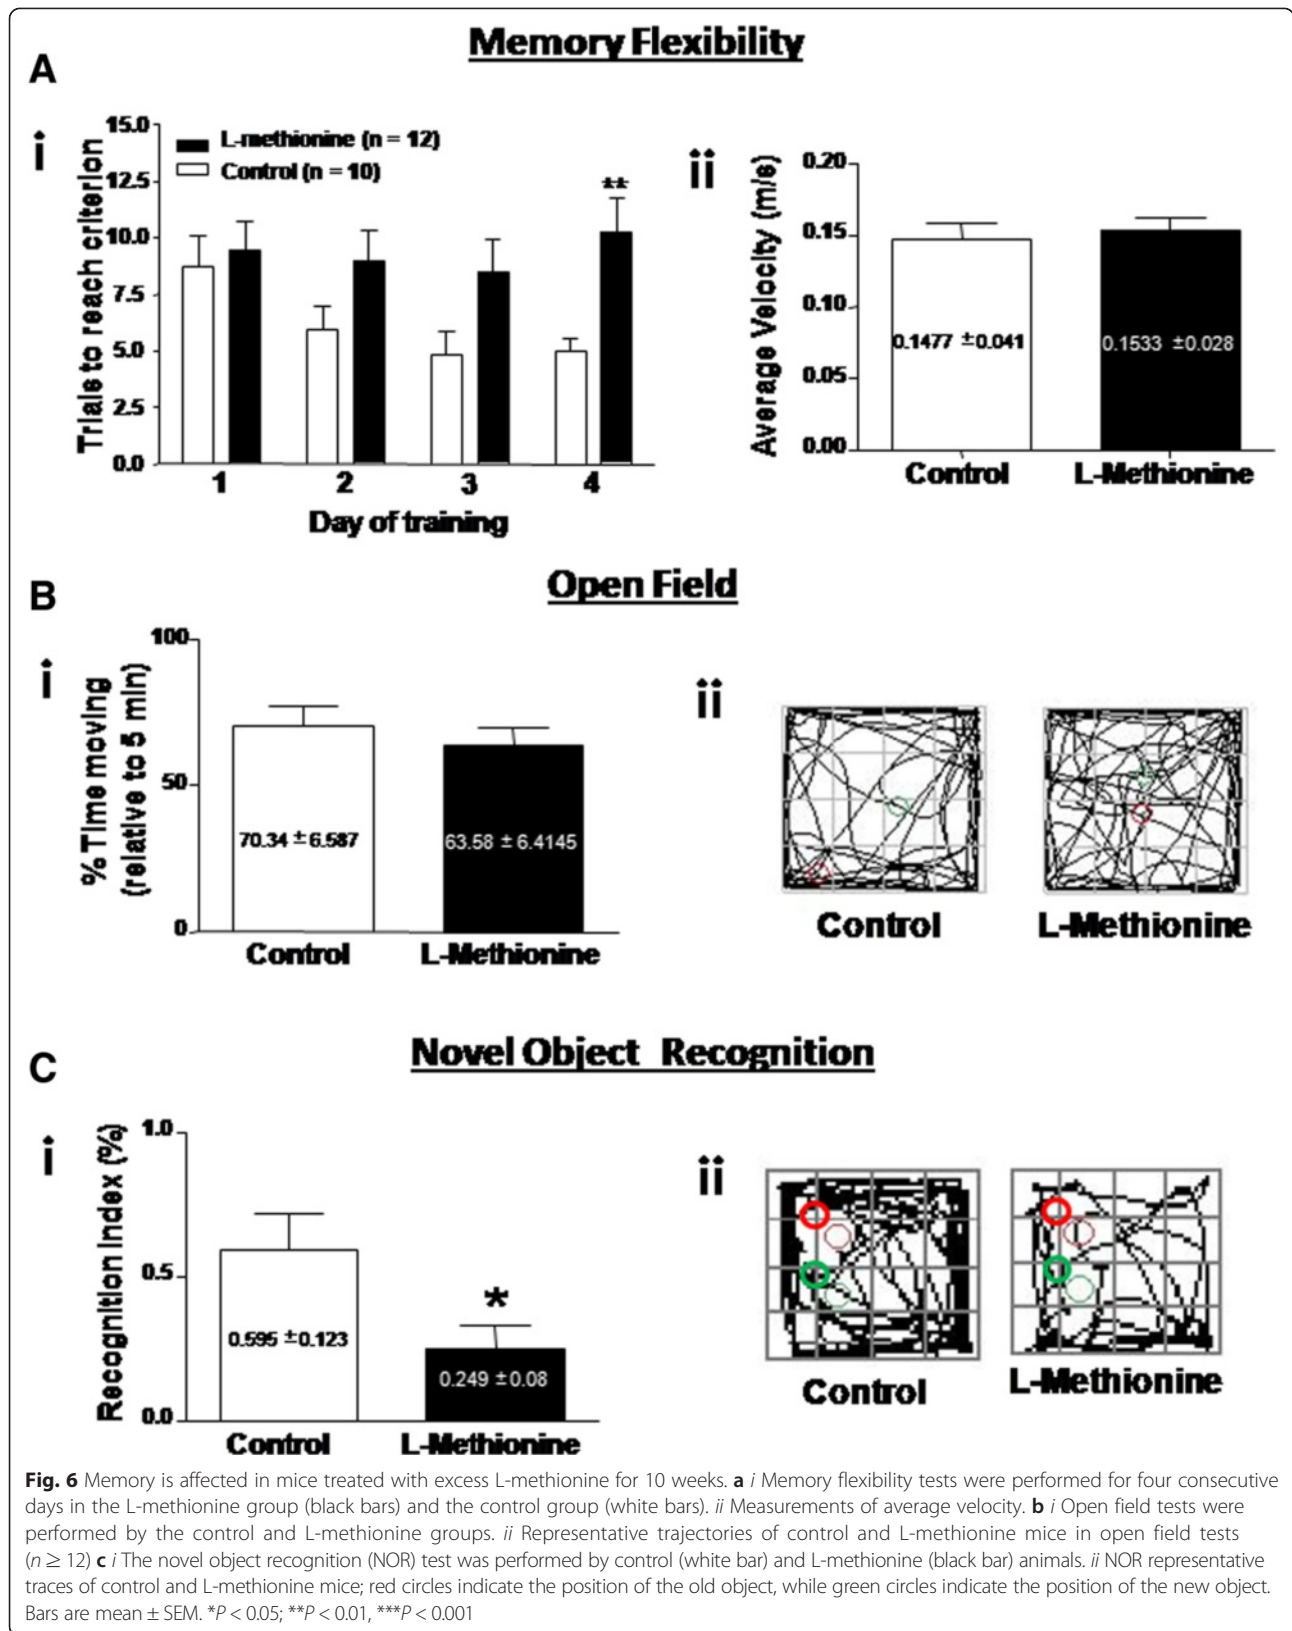 Memory Flexibility
A
i
Trials to reach criterion
15.0
12.5
10.0
7.5
5.0
2.5
0.0
L-methionine (n = 12)
Control (n = 10)
**
1 2 3 4
Day of training
ii
Average Velocity (m/s)
0.20
0.15
0.10
0.05
0.00
0.1477 ±0.041
0.1533 ±0.028
Control L-Methionine
Open Field
B
i
% Time moving
(relative to 5 min)
100
50
0
70.34 ± 6.587
63.58 ± 6.4145
Control L-Methionine
ii
Control L-Methionine
Novel Object Recognition
C
i
Recognition Index (%)
1.0
0.5
0.0
0.595 ±0.123
*
0.249 ±0.08
Control L-Methionine
ii
Control L-Methionine
Fig. 6 Memory is affected in mice treated with excess L-methionine for 10 weeks. a i Memory flexibility tests were performed for four consecutive
days in the L-methionine group (black bars) and the control group (white bars). ii Measurements of average velocity. b i Open field tests were
performed by the control and L-methionine groups. ii Representative trajectories of control and L-methionine mice in open field tests
(n ≥ 12) c i The novel object recognition (NOR) test was performed by control (white bar) and L-methionine (black bar) animals. ii NOR representative
traces of control and L-methionine mice; red circles indicate the position of the old object, while green circles indicate the position of the new object.
Bars are mean ± SEM. *P < 0.05; **P < 0.01, ***P < 0.001